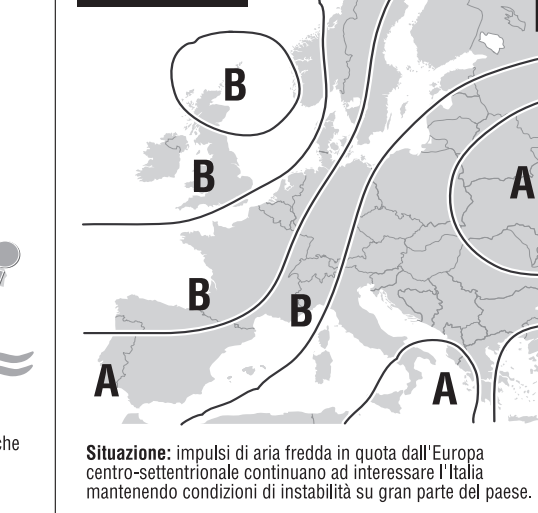 B
B
A
B
B
A
A
che
Situazione: impulsi di aria fredda in quota dall'Europa
centro-settentrionale continuano ad interessare l'Italia
mantenendo condizioni di instabilità su gran parte del paese.